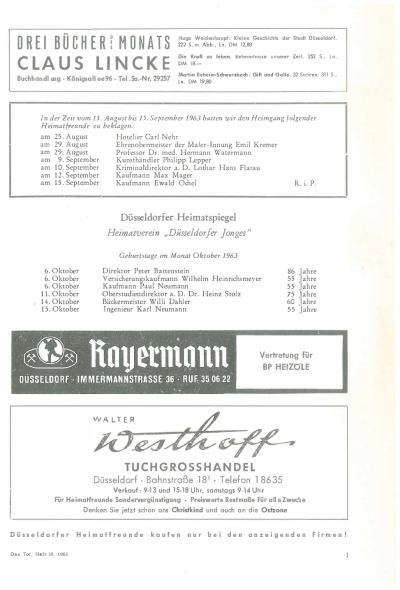 DREI BÜCHER DES MONATS
CLAUS LINCKE
Buchhandlung · Königsallee 96 · Tel.Sa.-Nr. 29257
Hugo Weidenhaupt: Kleine Geschichte der Stadt Düsseldorf.
222 S. m. Abb., Ln. DM 12,80
Die Kraft zu leben. Bekenntnisse unserer Zeit. 253 S., Ln.
DM 18,—
Martin Beheim-Schwarzbach: Gift und Galle. 32 Satiren. 311 S.,
Ln. DM 19,80
In der Zeit vom 13. August bis 15. September 1963 hatten wir den Heimgang folgender
Heimatfreunde zu beklagen:
am 25. August Hotelier Carl Nehr
am 29. August Ehrenobermeister der Maler-Innung Emil Kremer
am 29. August Professor Dr. med. Hermann Watermann
am 9. September Kunsthändler Philipp Lepper
am 10. September Kriminaldirektor a. D. Lothar Hans Flatau
am 12. September Kaufmann Max Mager
am 15. September Kaufmann Ewald Ochel R. i. P.
Düsseldorfer Heimatspiegel
Heimatverein „Düsseldorfer Jonges"
Geburtstage im Monat Oktober 1963
6. Oktober Direktor Peter Battenstein 86 Jahre
6. Oktober Versicherungskaufmann Wilhelm Heinrichsmeyer 55 Jahre
6. Oktober Kaufmann Paul Neumann 55 Jahre
11. Oktober Oberstudiendirektor a. D. Dr. Heinz Stolz 75 Jahre
14. Oktober Bäckermeister Willi Dahler 60 Jahre
15. Oktober Ingenieur Karl Neumann 55 Jahre
Rayermann
DÜSSELDORF · IMMERMANNSTRASSE 36 · RUF 35 06 22
Vertretung für
BP HEIZÖLE
WALTER
Westhoff
TUCHGROSSHANDEL
Düsseldorf · Bahnstraße 18¹ · Telefon 18635
Verkauf: 9-13 und 15-18 Uhr, samstags 9-14 Uhr
Für Heimatfreunde Sondervergünstigung · Preiswerte Restmaße für alle Zwecke
Denken Sie jetzt schon ans Christkind und auch an die Ostzone
Düsseldorfer Heimatfreunde kaufen nur bei den anzeigenden Firmen!
Das Tor, Heft 10, 1963